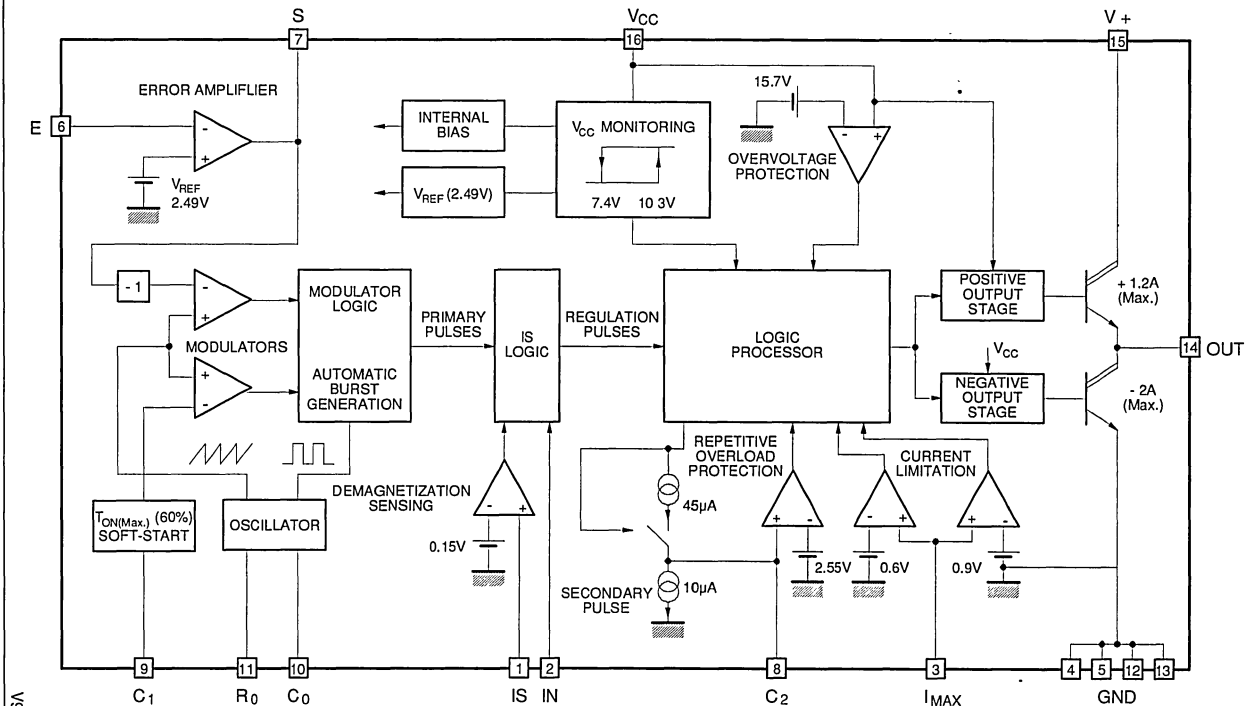 S
VCC
V +
7
16
15
ERROR AMPLIFLIER
15.7V
E
6
-
+
INTERNAL
BIAS
VCC MONITORING
-
+
OVERVOLTAGE
PROTECTION
VREF
2.49V
VREF (2.49V)
7.4V
10 3V
- 1
-
+
MODULATOR
LOGIC
PRIMARY
PULSES
IS
LOGIC
REGULATION
PULSES
LOGIC
PROCESSOR
POSITIVE
OUTPUT
STAGE
+ 1.2A
(Max.)
MODULATORS
14
OUT
+
-
AUTOMATIC
BURST
GENERATION
VCC
NEGATIVE
OUTPUT
STAGE
- 2A
(Max.)
REPETITIVE
OVERLOAD
PROTECTION
CURRENT
LIMITATION
DEMAGNETIZATION
SENSING
-
+
45µA
+
-
-
+
+
-
TON(Max.) (60%)
SOFT-START
OSCILLATOR
0.15V
2.55V
0.6V
0.9V
SECONDARY
PULSE
10µA
9
11
10
1
2
8
3
4
5
12
13
C1
R0
C0
IS
IN
C2
IMAX
GND